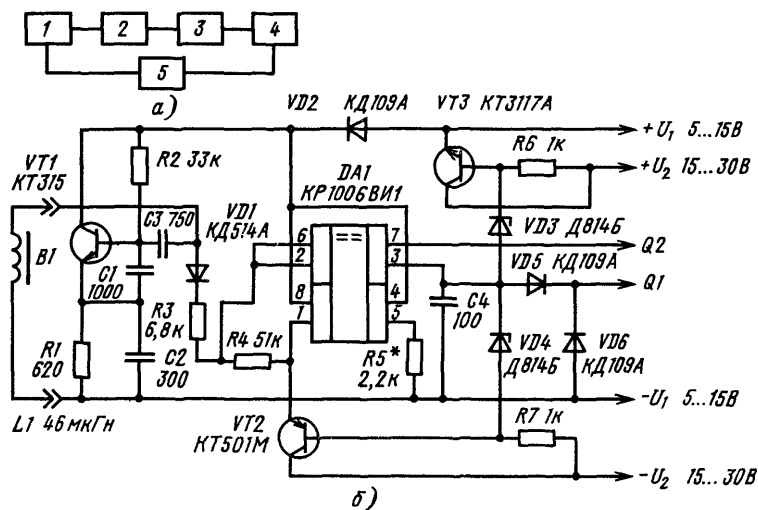 1
2
3
4
5
а)
VD2
КД109А
VT3 КТ3117А
+U₁ 5...15В
R6 1к
+U₂ 15...30В
VT1
КТ315
R2 33к
DA1
КР1006ВИ1
C3 750
VD1
КД514А
6
2
8
1
7
3
4
5
VD3 Д814Б
Q2
VD5 КД109А
Q1
B1
C1
1000
R3
6,8к
R4 51к
C4
100
R5*
2,2к
VD4
Д814Б
VD6
КД109А
R1
620
C2
300
-U₁ 5...15В
L1 46мкГн
VT2
КТ501М
R7 1к
-U₂ 15...30В
б)